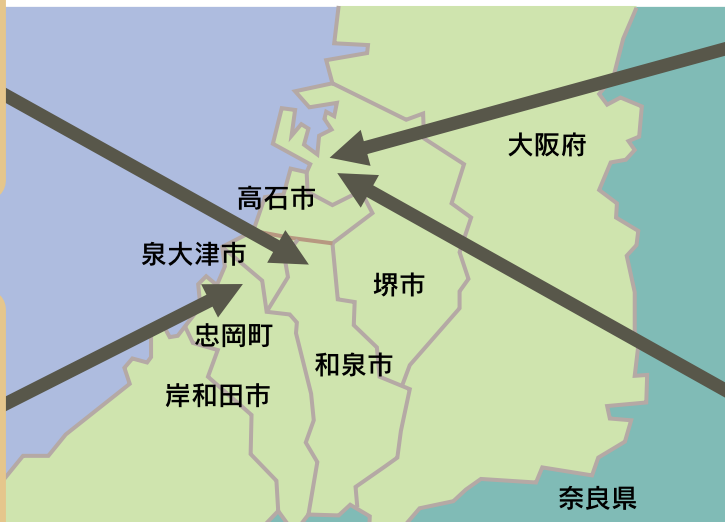 大阪府
高石市
泉大津市
堺市
忠岡町
和泉市
岸和田市
奈良県